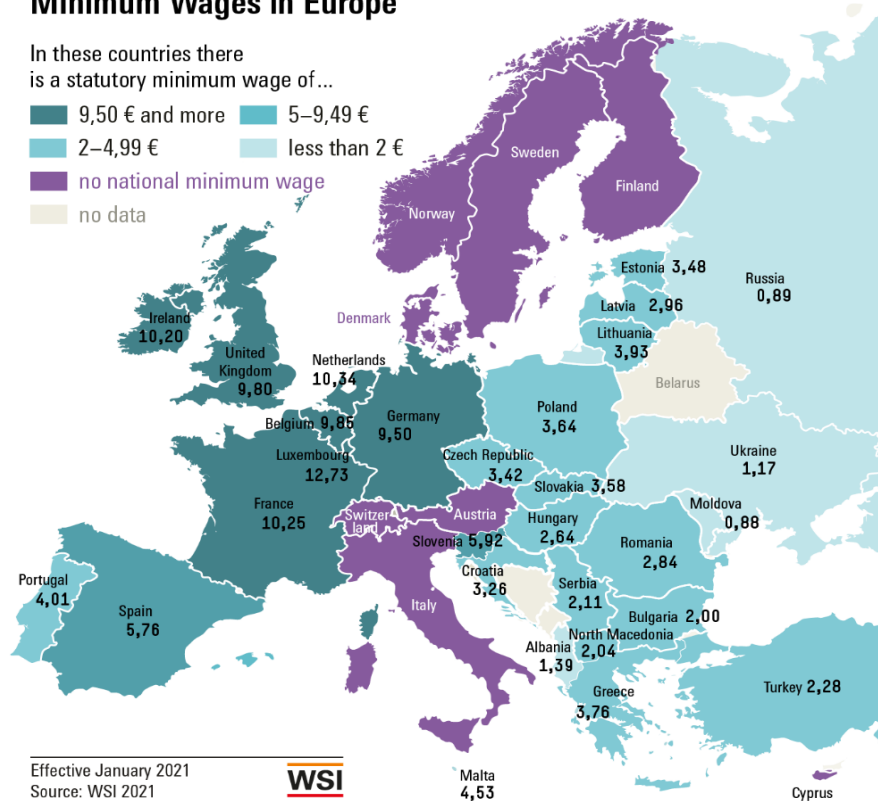 Minimum Wages in Europe
In these countries there
is a statutory minimum wage of...
9,50 € and more
5–9,49 €
2–4,99 €
less than 2 €
no national minimum wage
no data
Sweden
Finland
Norway
Estonia 3,48
Russia
0,89
Latvia 2,96
Ireland
10,20
Denmark
Lithuania
3,93
United
Kingdom
9,80
Netherlands
10,34
Belarus
Belgium 9,85
Germany
9,50
Poland
3,64
Luxembourg
12,73
Czech Republic
3,42
Ukraine
1,17
Slovakia 3,58
France
10,25
Switzer-
land
Austria
Hungary
2,64
Moldova
0,88
Slovenia 5,92
Romania
2,84
Croatia
3,26
Portugal
4,01
Spain
5,76
Italy
Serbia
2,11
Bulgaria 2,00
North Macedonia
2,04
Albania
1,39
Greece
3,76
Turkey 2,28
Effective January 2021
Source: WSI 2021
WSI
Malta
4,53
Cyprus